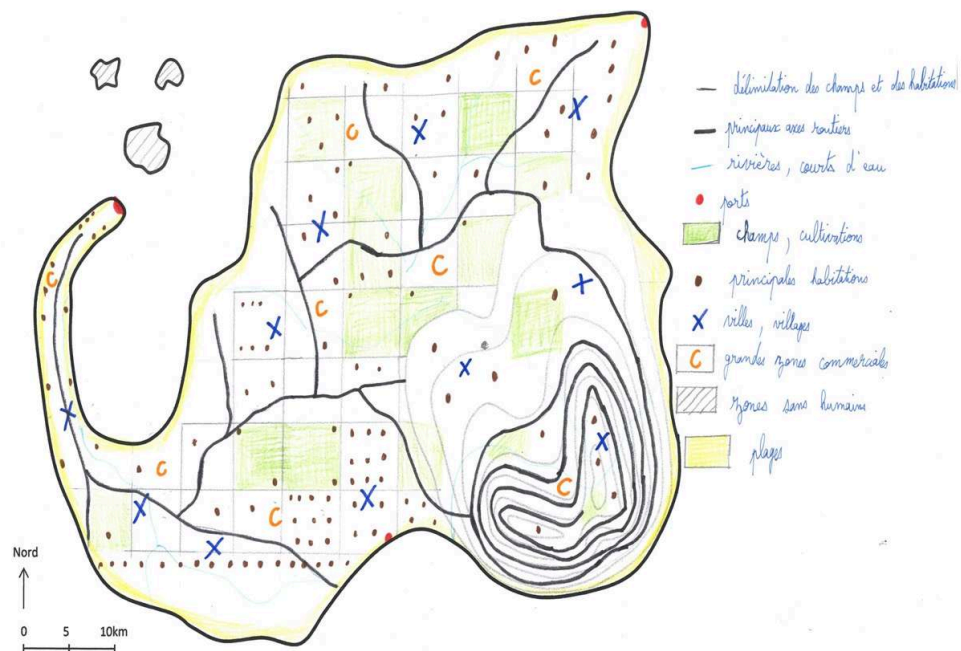 délimitation des champs et des habitations
principaux axes routiers
rivières, courts d'eau
ports
champs, cultivations
principales habitations
villes, villages
C grandes zones commerciales
zones sans humains
plages
C
C
C
C
C
C
C
C
Nord
0 5 10km